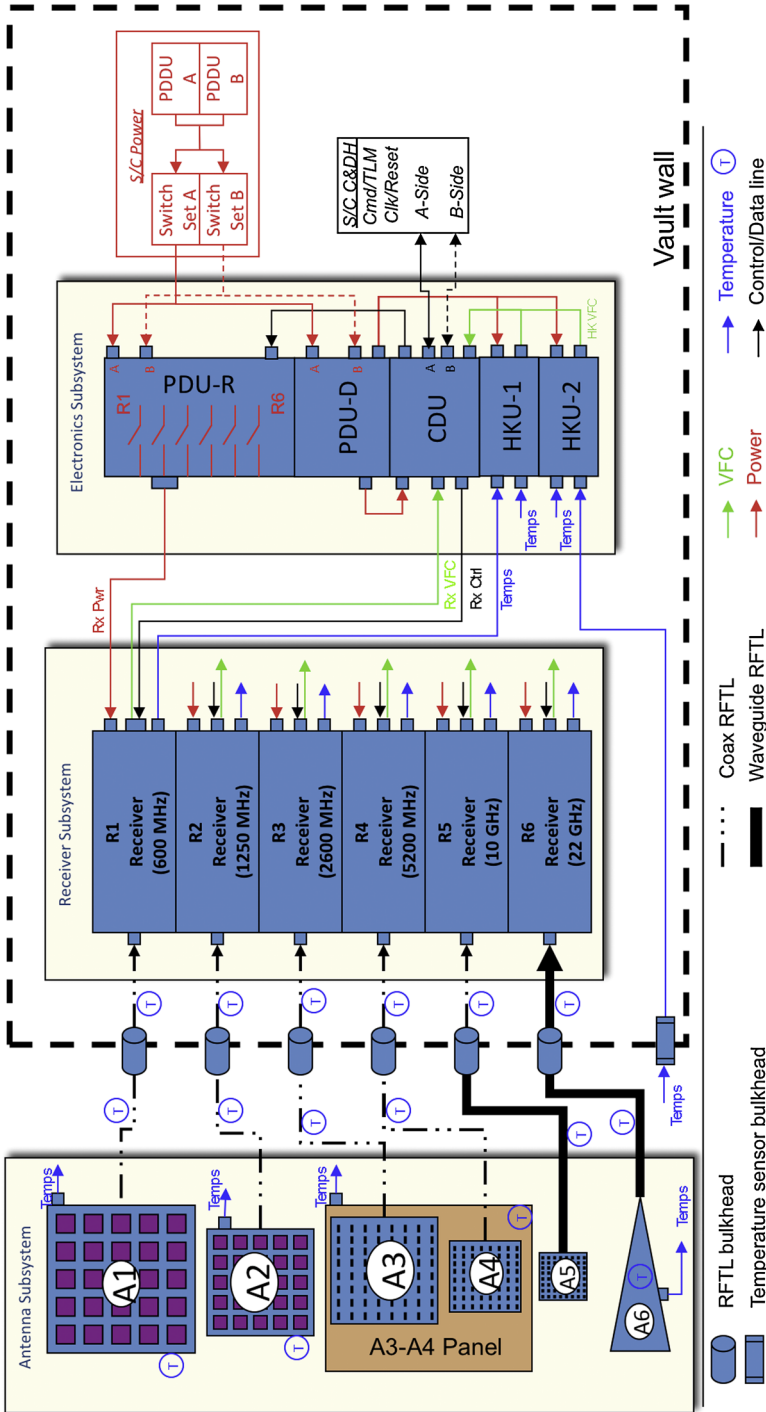 Antenna Subsystem
Temps
T
A1
T
Temps
A2
T
Temps
A3
A4
T
A3-A4 Panel
A5
A6
T
Temps
T
T
T
T
T
T
T
T
T
T
T
T
Temps
Receiver Subsystem
R1
Receiver
(600 MHz)
R2
Receiver
(1250 MHz)
R3
Receiver
(2600 MHz)
R4
Receiver
(5200 MHz)
R5
Receiver
(10 GHz)
R6
Receiver
(22 GHz)
Rx Pwr
Rx VFC
Rx Ctrl
Temps
Electronics Subsystem
R1
R6
PDU-R
A
B
PDU-D
A
B
CDU
A
B
HKU-1
HKU-2
Temps
Temps
HK VFC
S/C Power
Switch
Set A
Switch
Set B
PDDU
A
PDDU
B
S/C C&DH
Cmd/TLM
Clk/Reset
A-Side
B-Side
Vault wall
RFTL bulkhead
Temperature sensor bulkhead
Coax RFTL
Waveguide RFTL
VFC
Power
Temperature T
Control/Data line